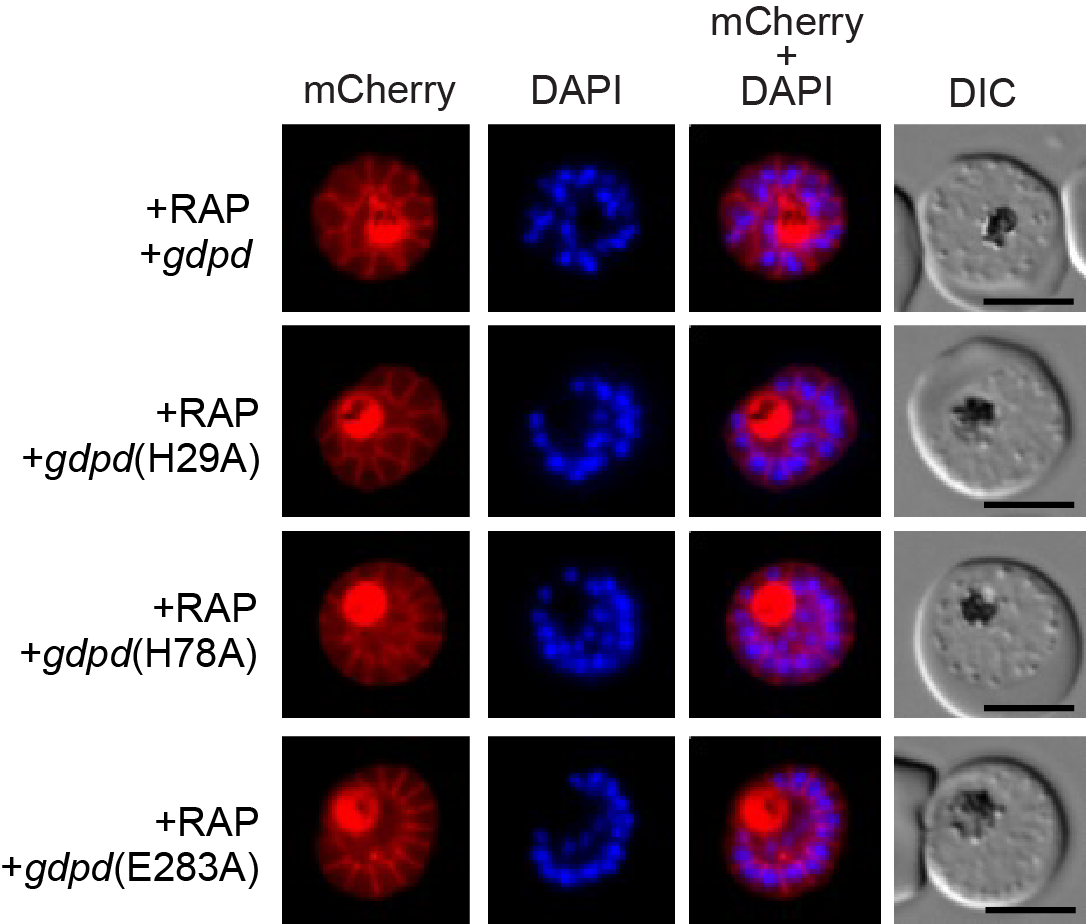 mCherry
DAPI
mCherry
+
DAPI
DIC
+RAP
+gdpd
+RAP
+gdpd(H29A)
+RAP
+gdpd(H78A)
+RAP
+gdpd(E283A)